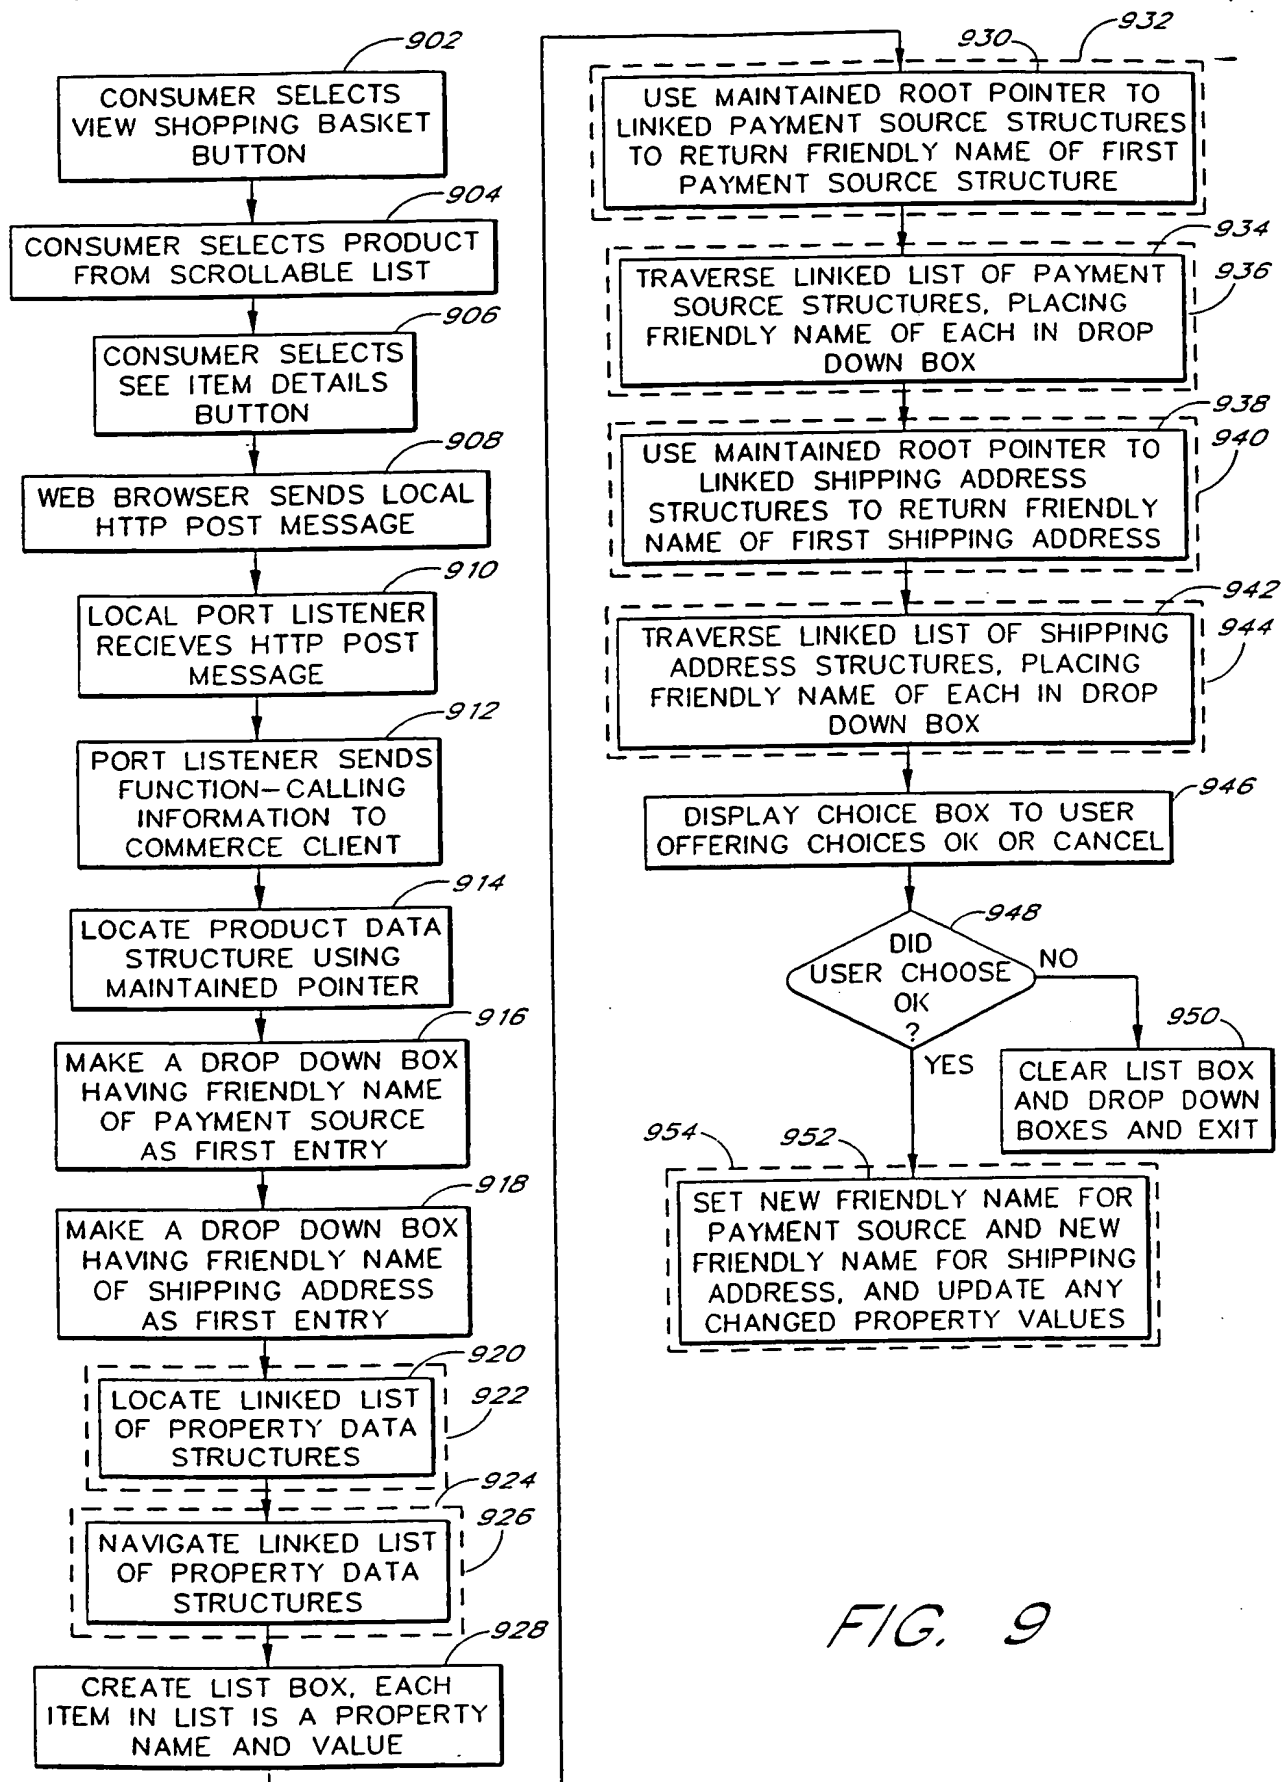 902
CONSUMER SELECTS
VIEW SHOPPING BASKET
BUTTON
904
CONSUMER SELECTS PRODUCT
FROM SCROLLABLE LIST
906
CONSUMER SELECTS
SEE ITEM DETAILS
BUTTON
908
WEB BROWSER SENDS LOCAL
HTTP POST MESSAGE
910
LOCAL PORT LISTENER
RECIEVES HTTP POST
MESSAGE
912
PORT LISTENER SENDS
FUNCTION-CALLING
INFORMATION TO
COMMERCE CLIENT
914
LOCATE PRODUCT DATA
STRUCTURE USING
MAINTAINED POINTER
916
MAKE A DROP DOWN BOX
HAVING FRIENDLY NAME
OF PAYMENT SOURCE
AS FIRST ENTRY
918
MAKE A DROP DOWN BOX
HAVING FRIENDLY NAME
OF SHIPPING ADDRESS
AS FIRST ENTRY
920
922
LOCATE LINKED LIST
OF PROPERTY DATA
STRUCTURES
924
926
NAVIGATE LINKED LIST
OF PROPERTY DATA
STRUCTURES
928
CREATE LIST BOX, EACH
ITEM IN LIST IS A PROPERTY
NAME AND VALUE
930
932
USE MAINTAINED ROOT POINTER TO
LINKED PAYMENT SOURCE STRUCTURES
TO RETURN FRIENDLY NAME OF FIRST
PAYMENT SOURCE STRUCTURE
934
936
TRAVERSE LINKED LIST OF PAYMENT
SOURCE STRUCTURES, PLACING
FRIENDLY NAME OF EACH IN DROP
DOWN BOX
938
940
USE MAINTAINED ROOT POINTER TO
LINKED SHIPPING ADDRESS
STRUCTURES TO RETURN FRIENDLY
NAME OF FIRST SHIPPING ADDRESS
942
944
TRAVERSE LINKED LIST OF SHIPPING
ADDRESS STRUCTURES, PLACING
FRIENDLY NAME OF EACH IN DROP
DOWN BOX
946
DISPLAY CHOICE BOX TO USER
OFFERING CHOICES OK OR CANCEL
948
DID
USER CHOOSE
OK
?
NO
YES
950
CLEAR LIST BOX
AND DROP DOWN
BOXES AND EXIT
954
952
SET NEW FRIENDLY NAME FOR
PAYMENT SOURCE AND NEW
FRIENDLY NAME FOR SHIPPING
ADDRESS, AND UPDATE ANY
CHANGED PROPERTY VALUES
FIG. 9